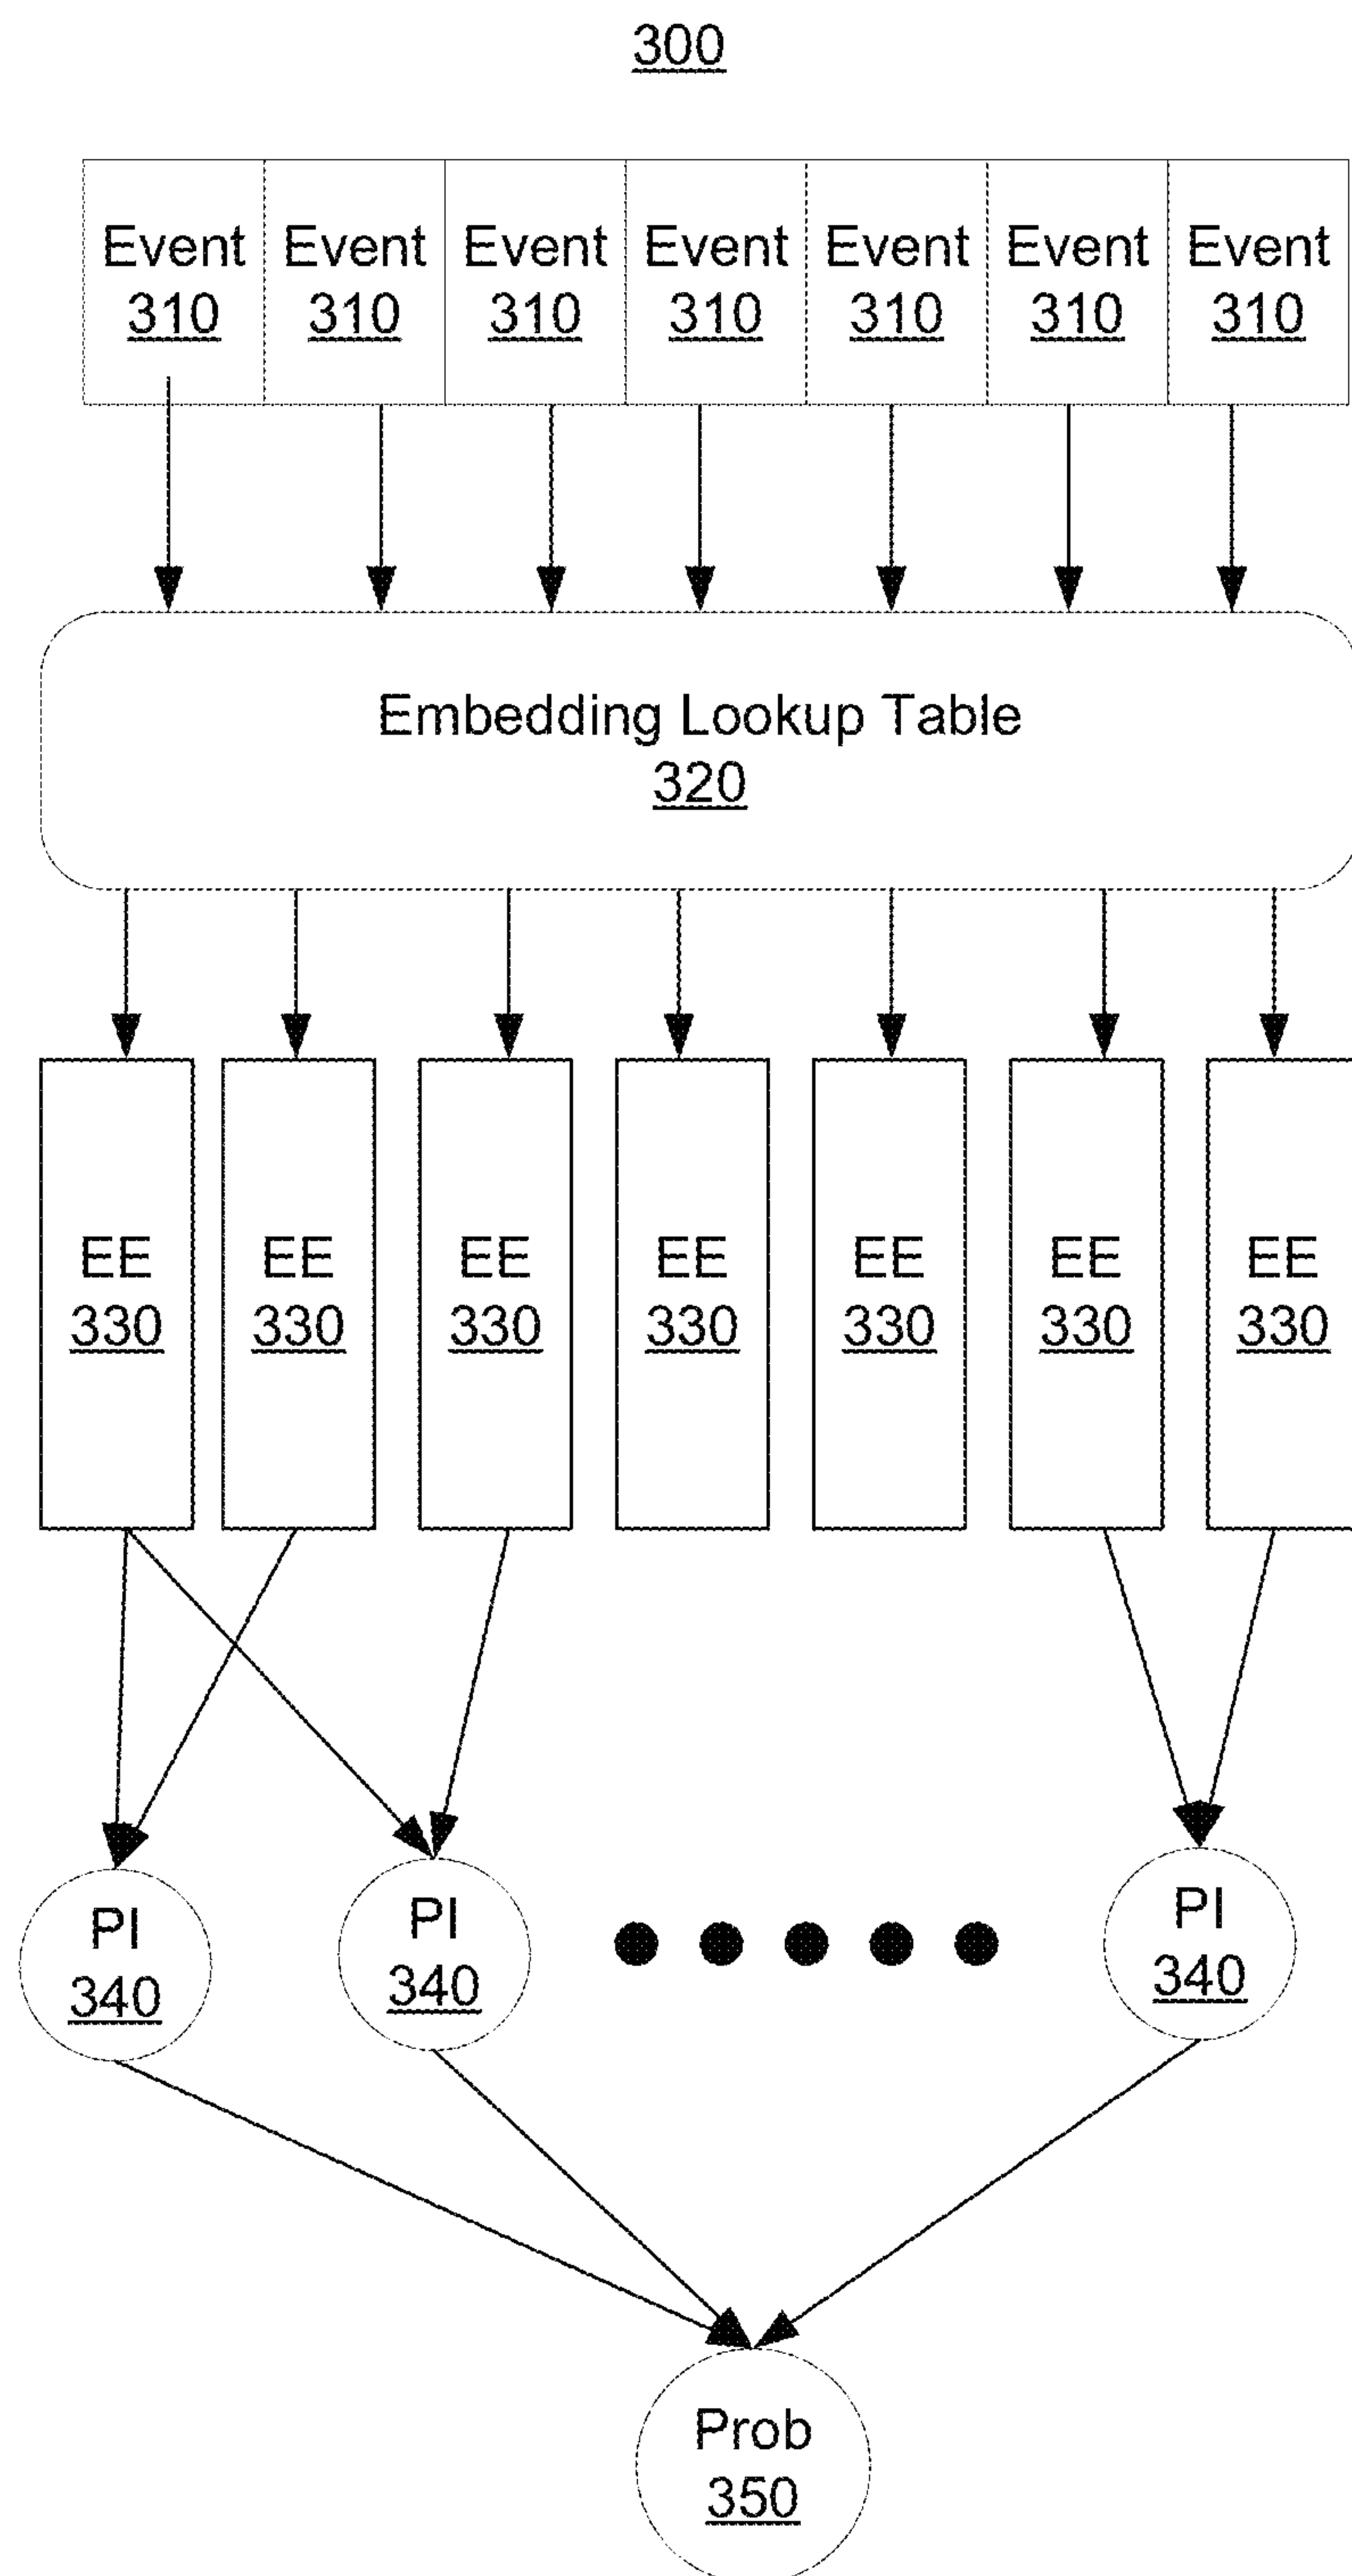 300
Event Event Event Event Event Event Event
310 310 310 310 310 310 310
Embedding Lookup Table
320
EE EE EE EE EE EE EE
330 330 330 330 330 330 330
PI PI PI
340 340 340
Prob
350